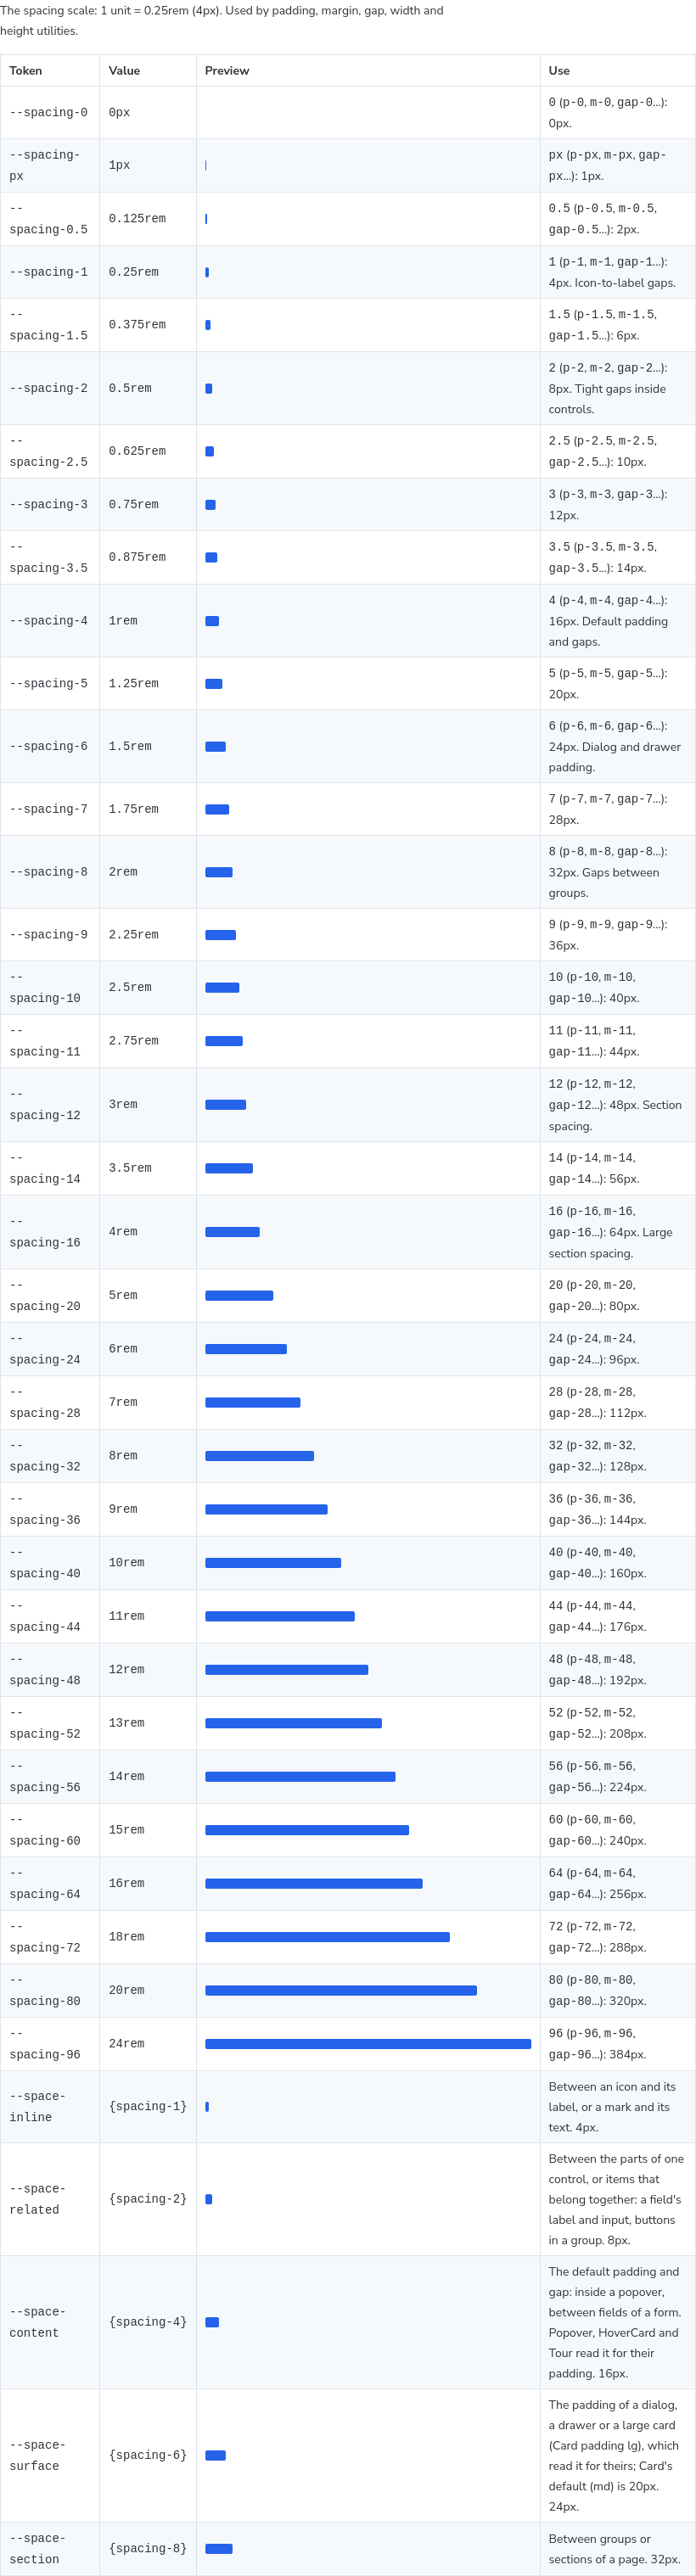 The spacing scale: 1 unit = 0.25rem (4px). Used by padding, margin, gap, width and
height utilities.
Token Value Preview Use
--spacing-0 0px 0 (p-0, m-0, gap-0…):
0px.
--spacing-
px 1px px (p-px, m-px, gap-
px…): 1px.
--
spacing-0.5 0.125rem 0.5 (p-0.5, m-0.5,
gap-0.5…): 2px.
--spacing-1 0.25rem 1 (p-1, m-1, gap-1…):
4px. Icon-to-label gaps.
--
spacing-1.5 0.375rem 1.5 (p-1.5, m-1.5,
gap-1.5…): 6px.
--spacing-2 0.5rem 2 (p-2, m-2, gap-2…):
8px. Tight gaps inside
controls.
--
spacing-2.5 0.625rem 2.5 (p-2.5, m-2.5,
gap-2.5…): 10px.
--spacing-3 0.75rem 3 (p-3, m-3, gap-3…):
12px.
--
spacing-3.5 0.875rem 3.5 (p-3.5, m-3.5,
gap-3.5…): 14px.
--spacing-4 1rem 4 (p-4, m-4, gap-4…):
16px. Default padding
and gaps.
--spacing-5 1.25rem 5 (p-5, m-5, gap-5…):
20px.
--spacing-6 1.5rem 6 (p-6, m-6, gap-6…):
24px. Dialog and drawer
padding.
--spacing-7 1.75rem 7 (p-7, m-7, gap-7…):
28px.
--spacing-8 2rem 8 (p-8, m-8, gap-8…):
32px. Gaps between
groups.
--spacing-9 2.25rem 9 (p-9, m-9, gap-9…):
36px.
--
spacing-10 2.5rem 10 (p-10, m-10,
gap-10…): 40px.
--
spacing-11 2.75rem 11 (p-11, m-11,
gap-11…): 44px.
--
spacing-12 3rem 12 (p-12, m-12,
gap-12…): 48px. Section
spacing.
--
spacing-14 3.5rem 14 (p-14, m-14,
gap-14…): 56px.
--
spacing-16 4rem 16 (p-16, m-16,
gap-16…): 64px. Large
section spacing.
--
spacing-20 5rem 20 (p-20, m-20,
gap-20…): 80px.
--
spacing-24 6rem 24 (p-24, m-24,
gap-24…): 96px.
--
spacing-28 7rem 28 (p-28, m-28,
gap-28…): 112px.
--
spacing-32 8rem 32 (p-32, m-32,
gap-32…): 128px.
--
spacing-36 9rem 36 (p-36, m-36,
gap-36…): 144px.
--
spacing-40 10rem 40 (p-40, m-40,
gap-40…): 160px.
--
spacing-44 11rem 44 (p-44, m-44,
gap-44…): 176px.
--
spacing-48 12rem 48 (p-48, m-48,
gap-48…): 192px.
--
spacing-52 13rem 52 (p-52, m-52,
gap-52…): 208px.
--
spacing-56 14rem 56 (p-56, m-56,
gap-56…): 224px.
--
spacing-60 15rem 60 (p-60, m-60,
gap-60…): 240px.
--
spacing-64 16rem 64 (p-64, m-64,
gap-64…): 256px.
--
spacing-72 18rem 72 (p-72, m-72,
gap-72…): 288px.
--
spacing-80 20rem 80 (p-80, m-80,
gap-80…): 320px.
--
spacing-96 24rem 96 (p-96, m-96,
gap-96…): 384px.
--space-
inline {spacing-1} Between an icon and its
label, or a mark and its
text. 4px.
--space-
related {spacing-2} Between the parts of one
control, or items that
belong together: a field's
label and input, buttons
in a group. 8px.
--space-
content {spacing-4} The default padding and
gap: inside a popover,
between fields of a form.
Popover, HoverCard and
Tour read it for their
padding. 16px.
--space-
surface {spacing-6} The padding of a dialog,
a drawer or a large card
(Card padding lg), which
read it for theirs; Card's
default (md) is 20px.
24px.
--space-
section {spacing-8} Between groups or
sections of a page. 32px.